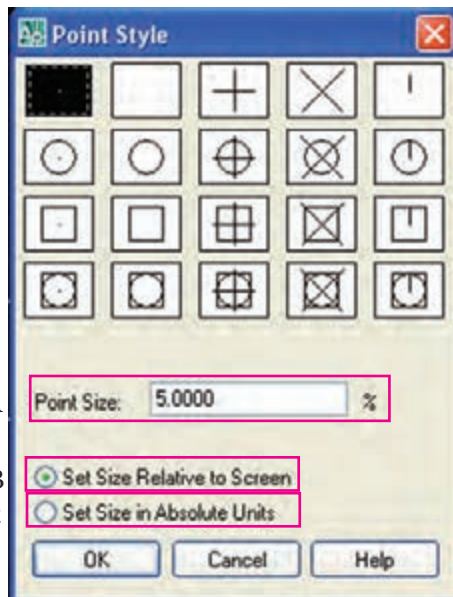 Point Style
Point Size: 5.0000 %
Set Size Relative to Screen
Set Size in Absolute Units
OK Cancel Help